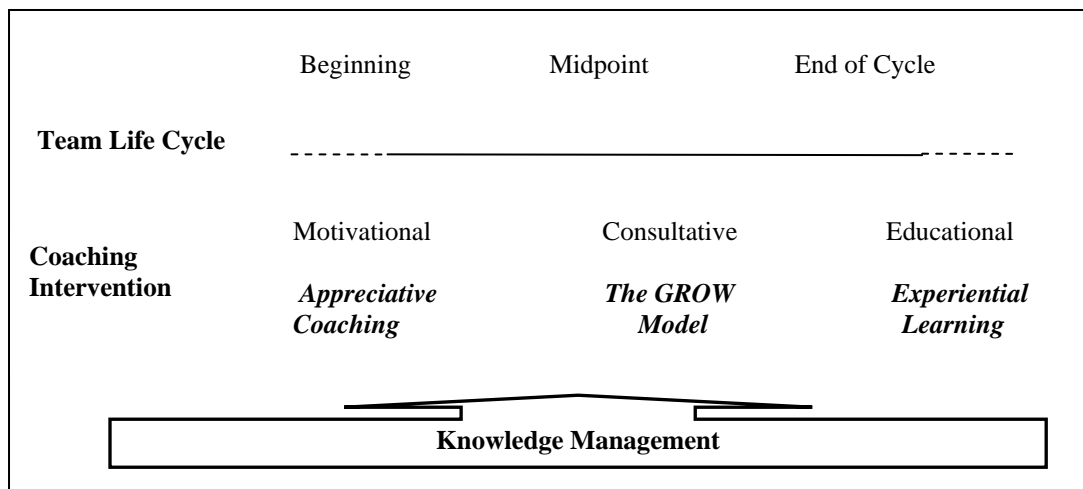 Beginning Midpoint End of Cycle
Team Life Cycle
Motivational Consultative Educational
Coaching
Intervention
Appreciative The GROW Experiential
Coaching Model Learning
Knowledge Management